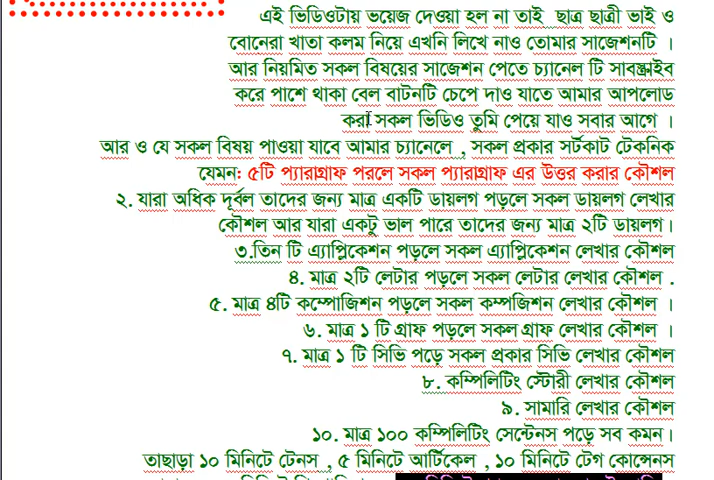 এই ভিডিওটায় ভয়েজ দেওয়া হল না তাই ছাত্র ছাত্রী ভাই ও
বোনেরা খাতা কলম নিয়ে এখনি লিখে নাও তোমার সাজেশনটি ।
আর নিয়মিত সকল বিষয়ের সাজেশন পেতে চ্যানেল টি সাবস্ক্রাইব
করে পাশে থাকা বেল বাটনটি চেপে দাও যাতে আমার আপলোড
করা সকল ভিডিও তুমি পেয়ে যাও সবার আগে ।
আর ও যে সকল বিষয় পাওয়া যাবে আমার চ্যানেলে , সকল প্রকার সর্টকাট টেকনিক
যেমন: ৫টি প্যারাগ্রাফ পরলে সকল প্যারাগ্রাফ এর উত্তর করার কৌশল
২. যারা অধিক দূর্বল তাদের জন্য মাত্র একটি ডায়লগ পড়লে সকল ডায়লগ লেখার
কৌশল আর যারা একটু ভাল পারে তাদের জন্য মাত্র ২টি ডায়লগ।
৩.তিন টি এ্যাপ্লিকেশন পড়লে সকল এ্যাপ্লিকেশন লেখার কৌশল
৪. মাত্র ২টি লেটার পড়লে সকল লেটার লেখার কৌশল .
৫. মাত্র ৪টি কম্পোজিশন পড়লে সকল কম্পজিশন লেখার কৌশল ।
৬. মাত্র ১ টি গ্রাফ পড়লে সকল গ্রাফ লেখার কৌশল ।
৭. মাত্র ১ টি সিভি পড়ে সকল প্রকার সিভি লেখার কৌশল
৮. কম্পিলিটিং স্টোরী লেখার কৌশল
৯. সামারি লেখার কৌশল
১০. মাত্র ১০০ কম্পিলিটিং সেন্টেনস পড়ে সব কমন।
তাছাড়া ১০ মিনিটে টেনস , ৫ মিনিটে আর্টিকেল , ১০ মিনিটে টেগ কোশ্চেনস